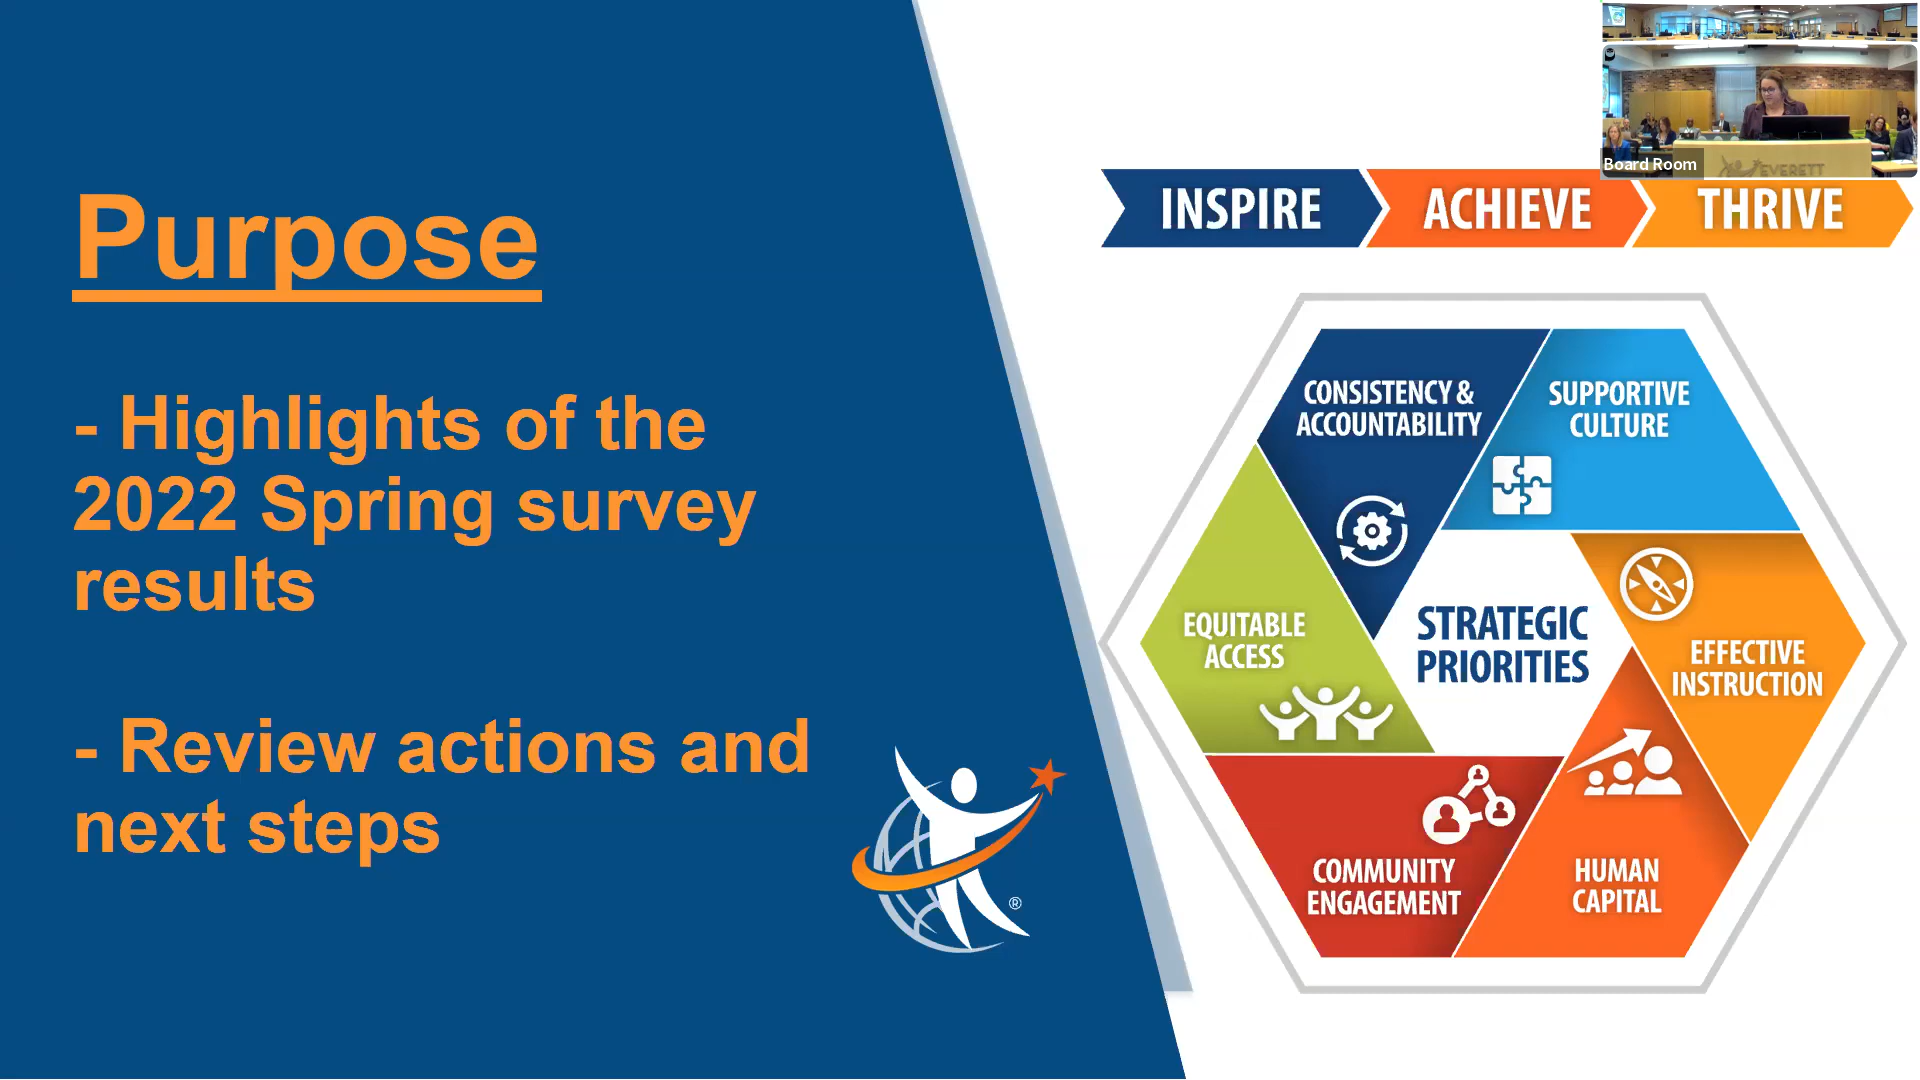 Purpose
- Highlights of the
2022 Spring survey
results
- Review actions and
next steps
®
Board Room
EVERETT
INSPIRE
ACHIEVE
THRIVE
CONSISTENCY &
ACCOUNTABILITY
SUPPORTIVE
CULTURE
EQUITABLE
ACCESS
STRATEGIC
PRIORITIES
EFFECTIVE
INSTRUCTION
COMMUNITY
ENGAGEMENT
HUMAN
CAPITAL